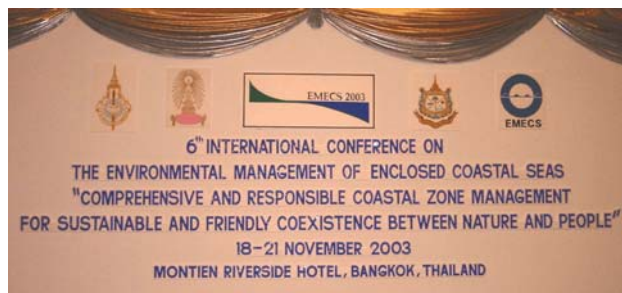 EMECS 2003
EMECS
6th INTERNATIONAL CONFERENCE ON
THE ENVIRONMENTAL MANAGEMENT OF ENCLOSED COASTAL SEAS
"COMPREHENSIVE AND RESPONSIBLE COASTAL ZONE MANAGEMENT
FOR SUSTAINABLE AND FRIENDLY COEXISTENCE BETWEEN NATURE AND PEOPLE"
18-21 NOVEMBER 2003
MONTIEN RIVERSIDE HOTEL, BANGKOK, THAILAND